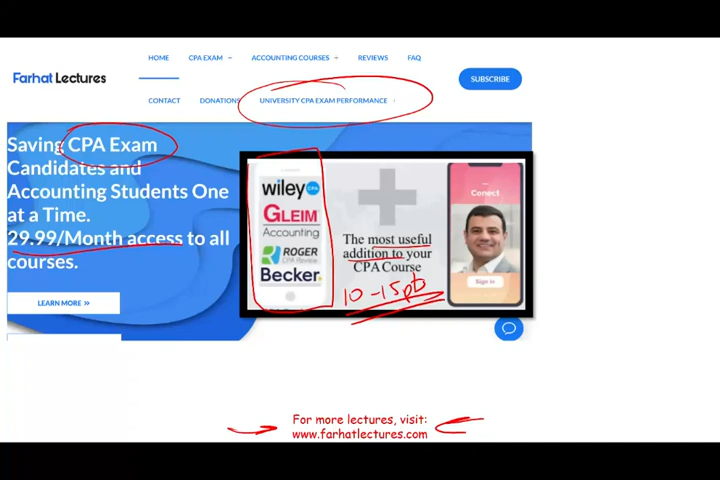 HOME
CPA EXAM
ACCOUNTING COURSES
REVIEWS
FAQ
Farhat Lectures
SUBSCRIBE
CONTACT
DONATIONS
UNIVERSITY CPA EXAM PERFORMANCE
Saving CPA Exam
Candidates and
Accounting Students One
at a Time.
29.99/Month access to all
courses.
LEARN MORE »
wiley CPA
GLEIM
Accounting
ROGER
CPA Review
Becker
The most useful
addition to your
CPA Course
10-15 pts
Conect
Sign in
For more lectures, visit:
www.farhatlectures.com